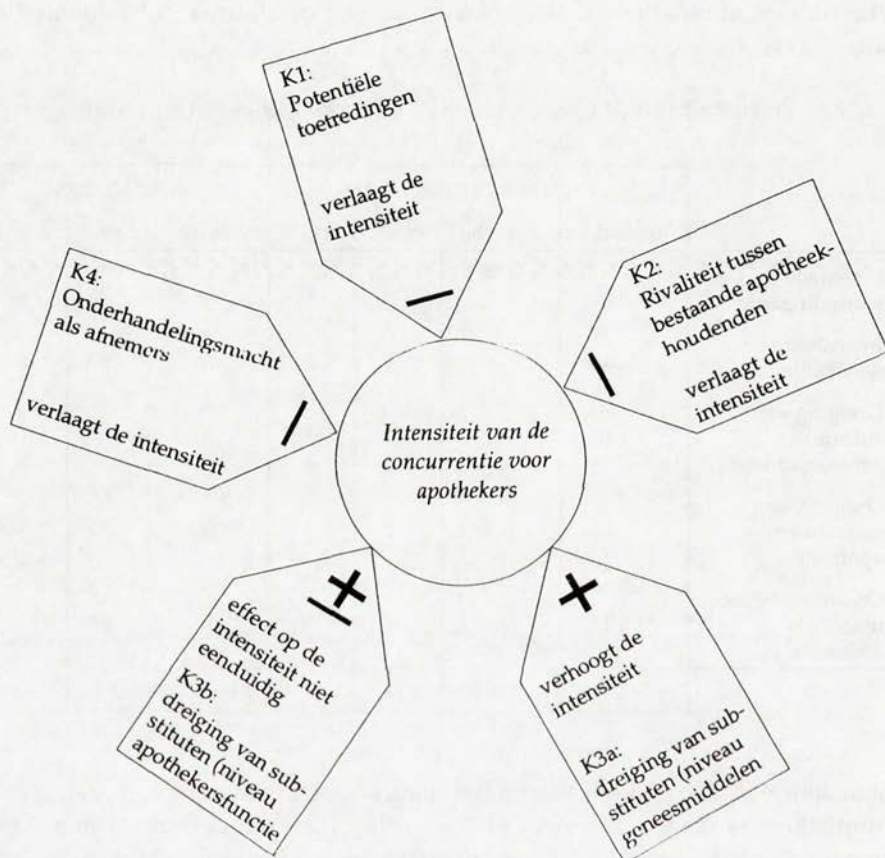 K1:
Potentiële
toetredingen
verlaagt de
intensiteit
K2:
Rivaliteit tussen
bestaande apotheek-
houdenden
verlaagt de
intensiteit
K4:
Onderhandelingsmacht
als afnemers
verlaagt de intensiteit
Intensiteit van de
concurrentie voor
apothekers
effect op de
intensiteit niet
eenduidig
K3b:
dreiging van sub-
stituten (niveau
apothekersfunctie
verhoogt de
intensiteit
K3a:
dreiging van sub-
stituten (niveau
geneesmiddelen